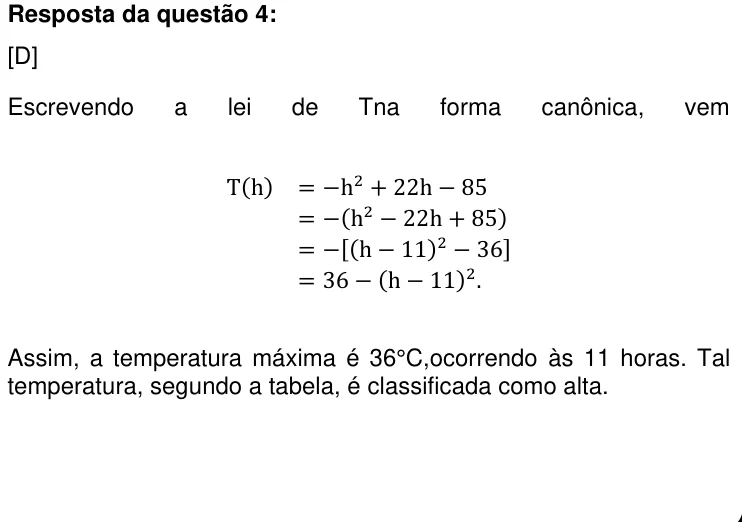 Resposta da questão 4:
[D]
Escrevendo a lei de Tna forma canônica, vem
T(h) = −h² + 22h − 85
= −(h² − 22h + 85)
= −[(h − 11)² − 36]
= 36 − (h − 11)².
Assim, a temperatura máxima é 36°C,ocorrendo às 11 horas. Tal
temperatura, segundo a tabela, é classificada como alta.